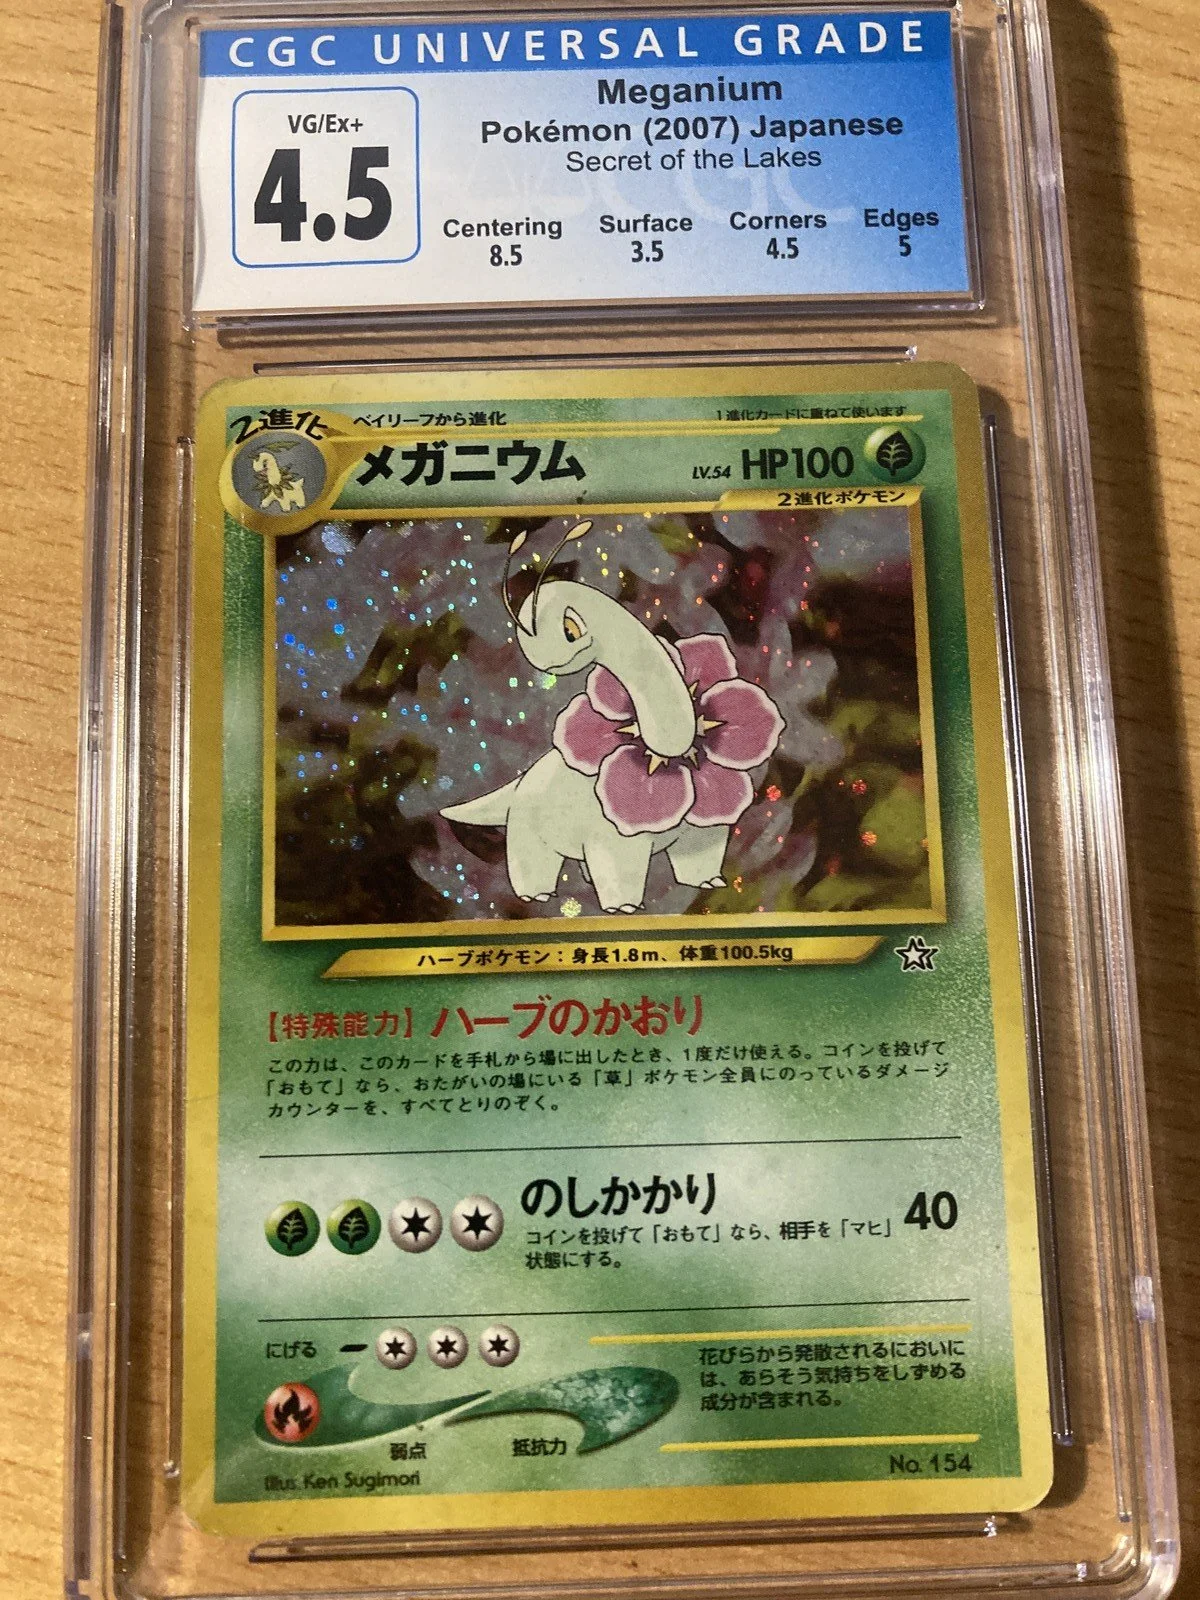 CGC UNIVERSAL GRADE
VG/Ex+
4.5
Meganium
Pokémon (2007) Japanese
Secret of the Lakes
Centering Surface Corners Edges
8.5 3.5 4.5 5
2進化
ベイリーフから進化
1進化カードに重ねて使います
メガニウム
LV.54 HP100
2進化ポケモン
ハーブポケモン：身長1.8m、体重100.5kg
【特殊能力】ハーブのかおり
この力は、このカードを手札から場に出したとき、1度だけ使える。コインを投げて
「おもて」なら、おたがいの場にいる「草」ポケモン全員にのっているダメージ
カウンターを、すべてとりのぞく。
のしかかり 40
コインを投げて「おもて」なら、相手を「マヒ」
状態にする。
にげる
花びらから発散されるにおいに
は、あらそう気持ちをしずめる
成分が含まれる。
弱点 抵抗力
No. 154
Illus. Ken Sugimori